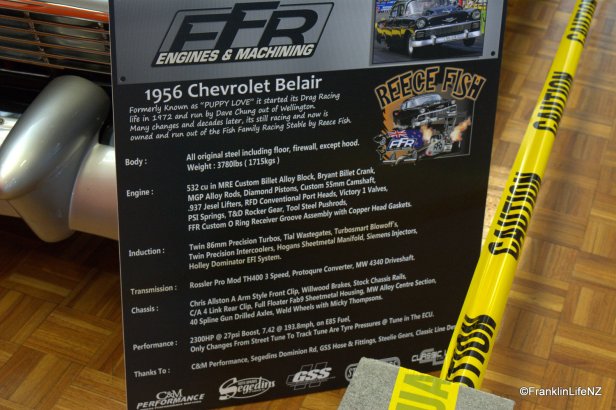 FFR
ENGINES & MACHINING
1956 Chevrolet Belair
Formerly Known as "PUPPY LOVE" it started its Drag Racing
life in 1972 and run by Dave Chung out of Wellington.
Many changes and decades later, its still racing and now is
owned and run out of the Fish Family Racing Stable by Reece Fish.
REECE FISH
FFR
Body : All original steel including floor, firewall, except hood.
Weight : 3780lbs ( 1715kgs )
Engine : 532 cu in MRE Custom Billet Alloy Block, Bryant Billet Crank,
MGP Alloy Rods, Diamond Pistons, Custom 55mm Camshaft,
.937 Jesel Lifters, RFD Conventional Port Heads, Victory 1 Valves,
PSI Springs, T&D Rocker Gear, Tool Steel Pushrods,
FFR Custom O Ring Receiver Groove Assembly with Copper Head Gaskets.
Induction : Twin 86mm Precision Turbos, Tial Wastegates, Turbosmart Blowoff's,
Twin Precision Intercoolers, Hogans Sheetmetal Manifold, Siemens Injectors,
Holley Dominator EFI System.
Transmission : Rossler Pro Mod TH400 3 Speed, Protoqure Converter, MW 4340 Driveshaft.
Chassis : Chris Allston A Arm Style Front Clip, Willwood Brakes, Stock Chassis Rails,
C/A 4 Link Rear Clip, Full Floater Fab9 Sheetmetal Housing, MW Alloy Centre Section,
40 Spline Gun Drilled Axles, Weld Wheels with Micky Thompsons.
Performance : 2300HP @ 27psi Boost, 7.42 @ 193.8mph, on E85 Fuel,
Only Changes From Street Tune To Track Tune Are Tyre Pressures @ Tune in The ECU.
Thanks To : C&M Performance, Segedins Dominion Rd, GSS Hose & Fittings, Steelie Gears, Classic Line
C&M
PERFORMANCE
Segedins
GSS
CLASSIC
CAUTION
CAUTION
CAUTION
CAUTION
CAUTION
©FranklinLifeNZ